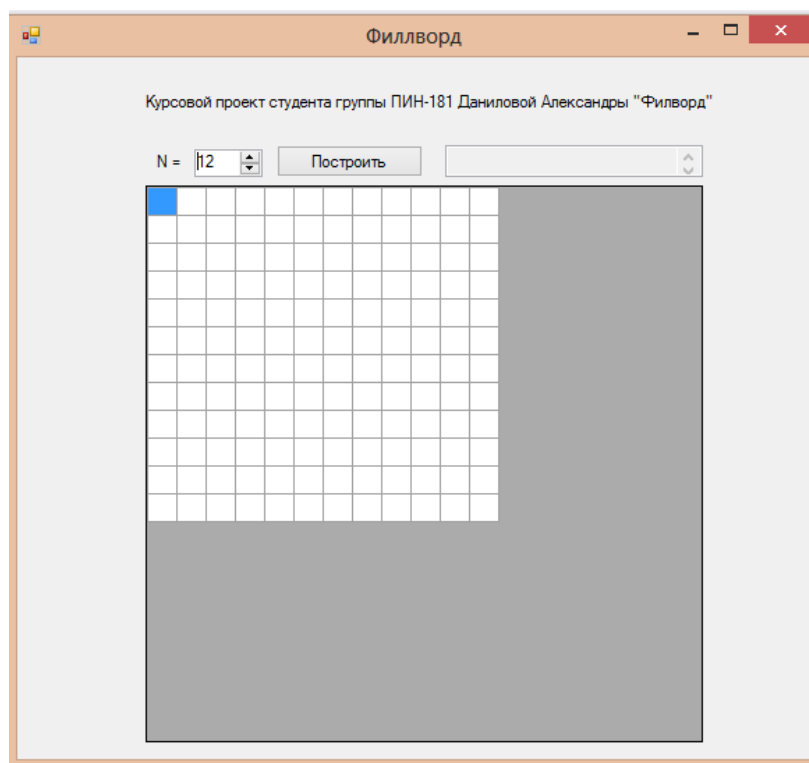 Филлворд
Курсовой проект студента группы ПИН-181 Даниловой Александры "Филворд"
N = 12 Построить